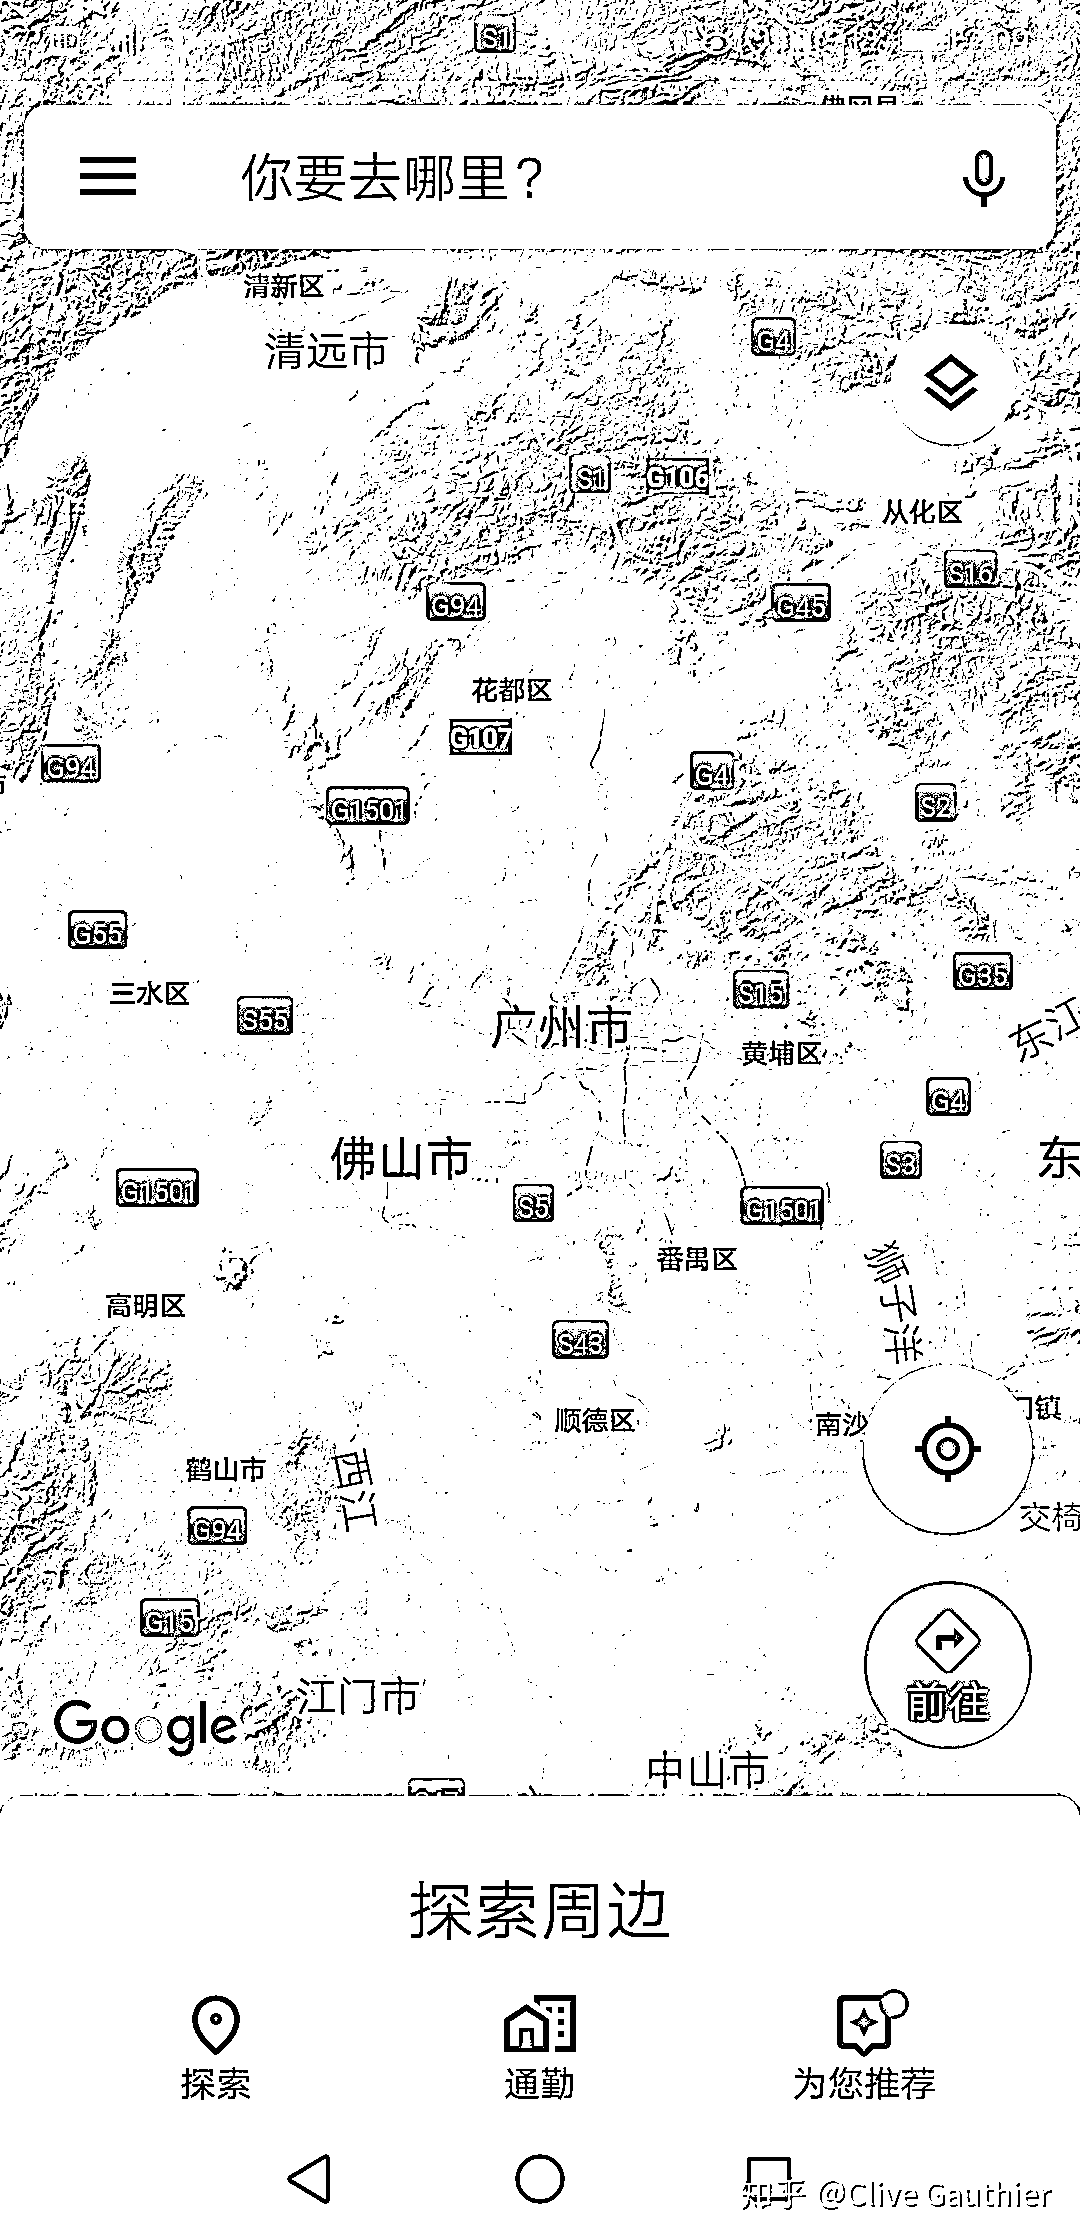 S1
你要去哪里？
清新区
清远市
G4
S1
G106
从化区
S16
G94
G45
花都区
G107
G94
G4
G1501
S2
G55
三水区
S55
S15
G35
广州市
东江
黄埔区
G4
佛山市
东
S3
G1501
S5
G1501
番禺区
狮子洋
高明区
S43
顺德区
南沙
门镇
鹤山市
西江
G94
交椅
G15
前往
江门市
Google
中山市
探索周边
探索
通勤
为您推荐
知乎 @Clive Gauthier